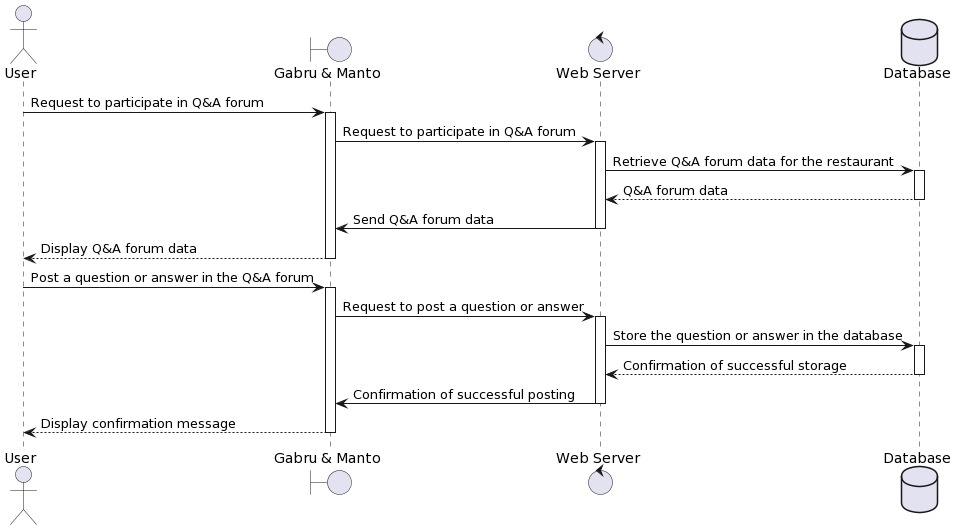 User
Gabru & Manto
Web Server
Database
Request to participate in Q&A forum
Request to participate in Q&A forum
Retrieve Q&A forum data for the restaurant
Q&A forum data
Send Q&A forum data
Display Q&A forum data
Post a question or answer in the Q&A forum
Request to post a question or answer
Store the question or answer in the database
Confirmation of successful storage
Confirmation of successful posting
Display confirmation message
User
Gabru & Manto
Web Server
Database